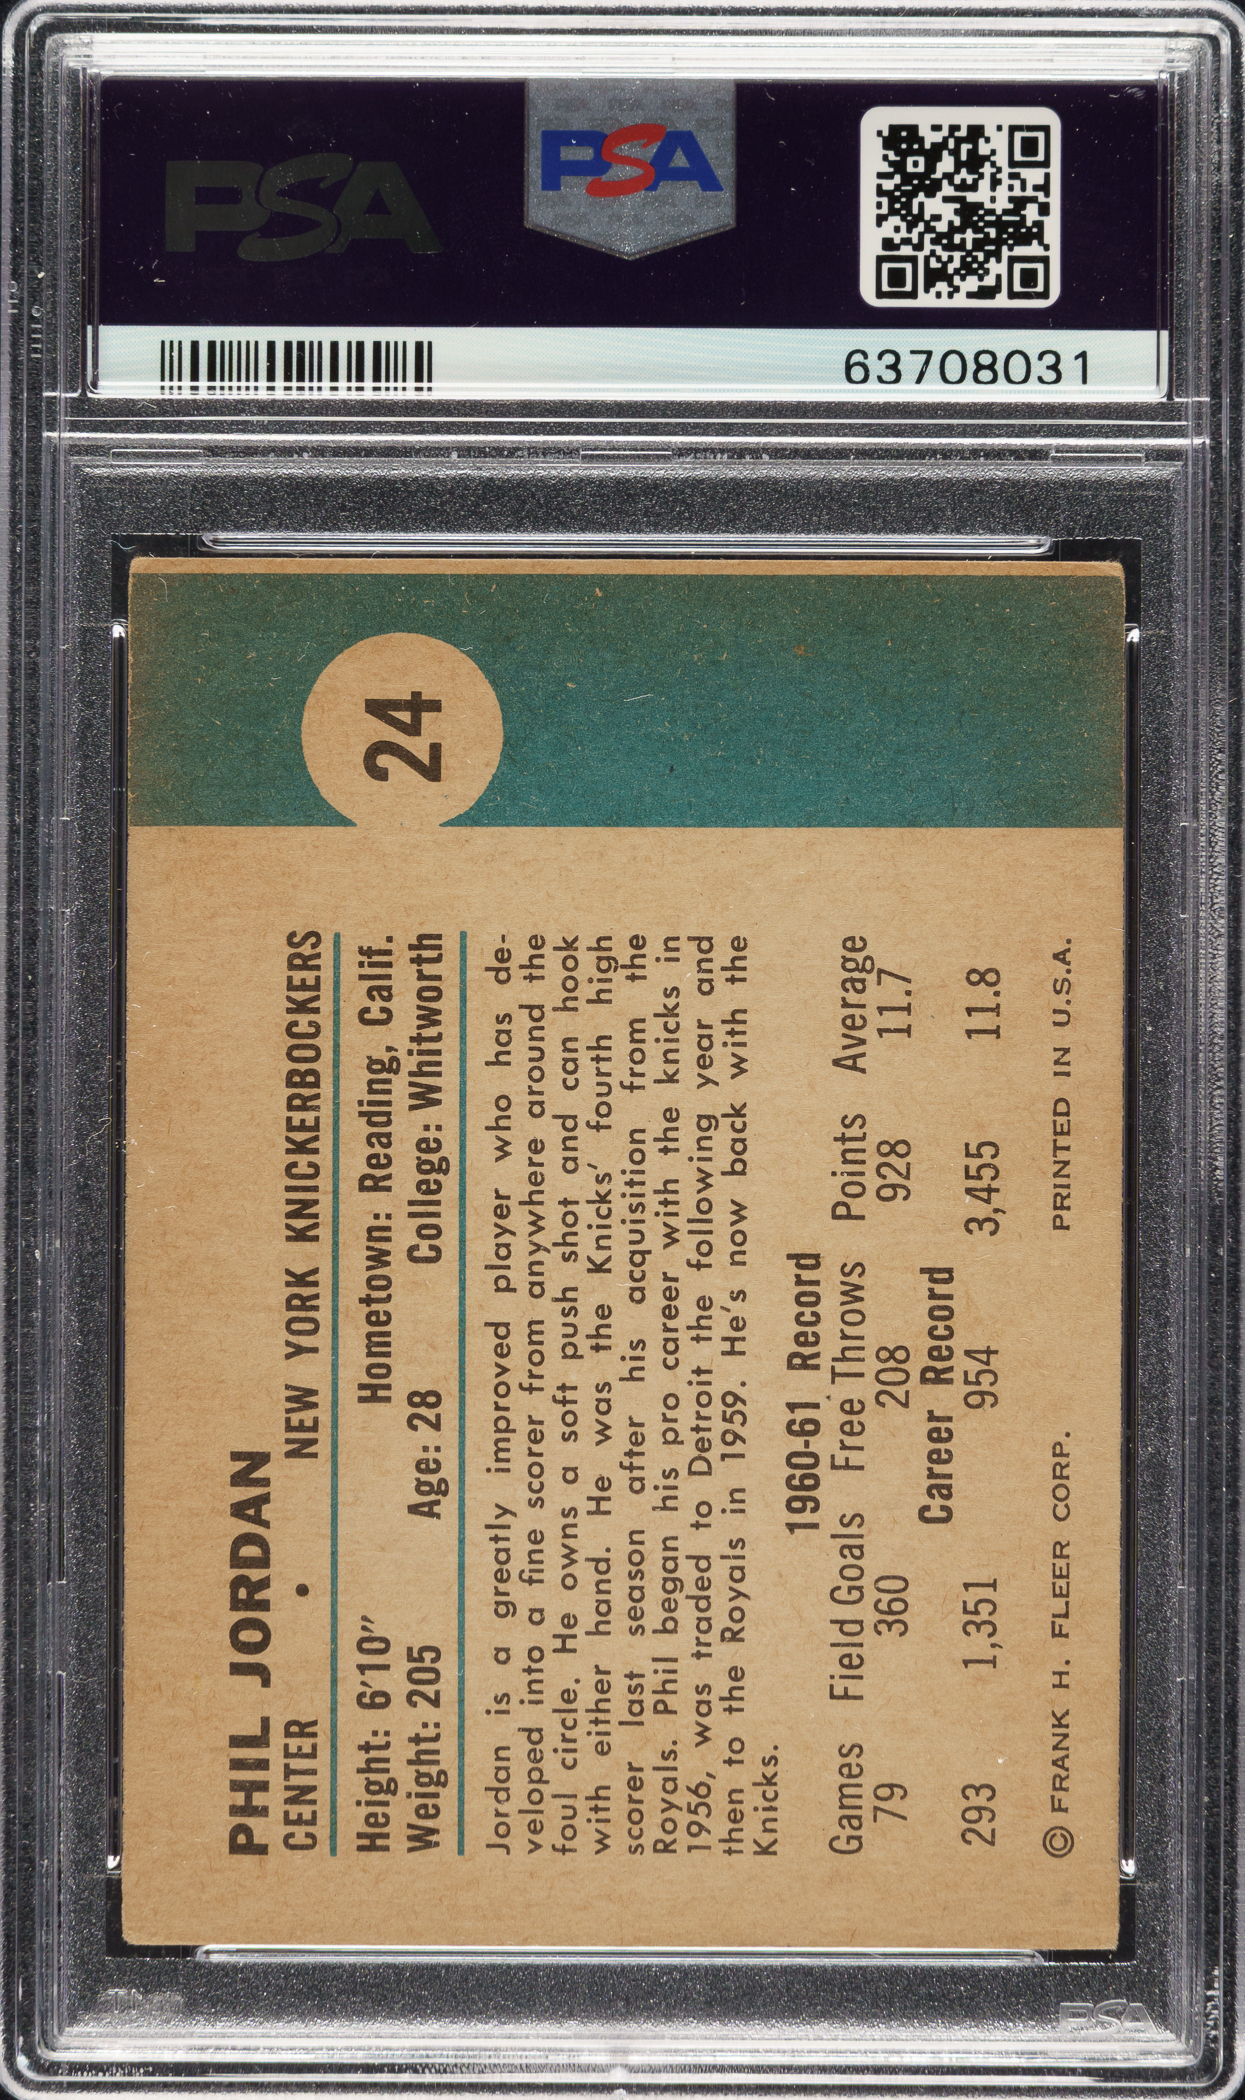 PSA
PSA
63708031
24
PHIL JORDAN
CENTER • NEW YORK KNICKERBOCKERS
Height: 6'10" Hometown: Reading, Calif.
Weight: 205 Age: 28 College: Whitworth
Jordan is a greatly improved player who has de-
veloped into a fine scorer from anywhere around the
foul circle. He owns a soft push shot and can hook
with either hand. He was the Knicks' fourth high
scorer last season after his acquisition from the
Royals. Phil began his pro career with the knicks in
1956, was traded to Detroit the following year and
then to the Royals in 1959. He's now back with the
Knicks.
1960-61 Record
Games Field Goals Free Throws Points Average
79 360 208 928 11.7
Career Record
293 1,351 954 3,455 11.8
© FRANK H. FLEER CORP. PRINTED IN U.S.A.
PSA